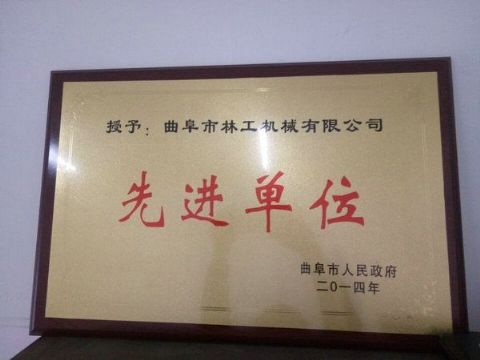 授予：曲阜市林工机械有限公司
先进单位
曲阜市人民政府
二〇一四年